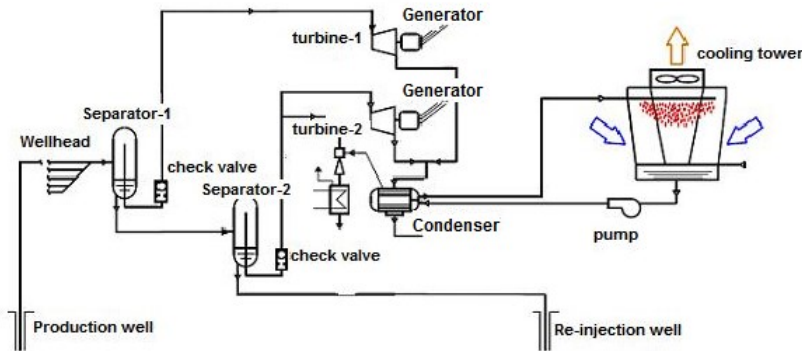 Generator
turbine-1
cooling tower
Generator
Separator-1
turbine-2
Wellhead
check valve
Separator-2
Condenser
check valve
pump
Production well
Re-injection well